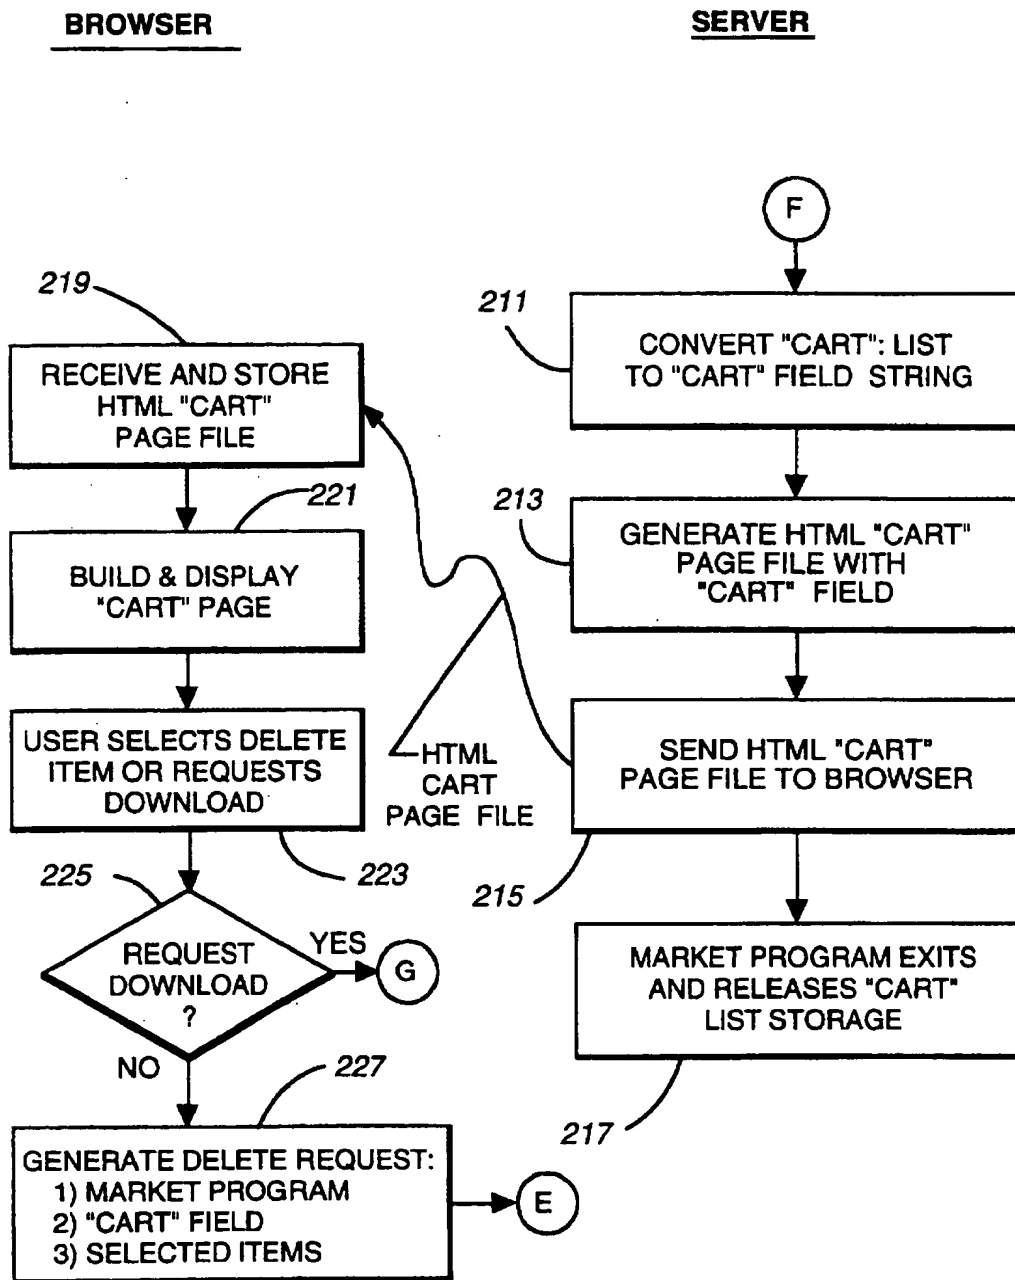 BROWSER
SERVER
F
219
RECEIVE AND STORE
HTML "CART"
PAGE FILE
211
CONVERT "CART": LIST
TO "CART" FIELD STRING
221
BUILD & DISPLAY
"CART" PAGE
213
GENERATE HTML "CART"
PAGE FILE WITH
"CART" FIELD
USER SELECTS DELETE
ITEM OR REQUESTS
DOWNLOAD
223
HTML
CART
PAGE FILE
SEND HTML "CART"
PAGE FILE TO BROWSER
215
225
REQUEST
DOWNLOAD
?
YES
G
NO
MARKET PROGRAM EXITS
AND RELEASES "CART"
LIST STORAGE
217
227
GENERATE DELETE REQUEST:
1) MARKET PROGRAM
2) "CART" FIELD
3) SELECTED ITEMS
E